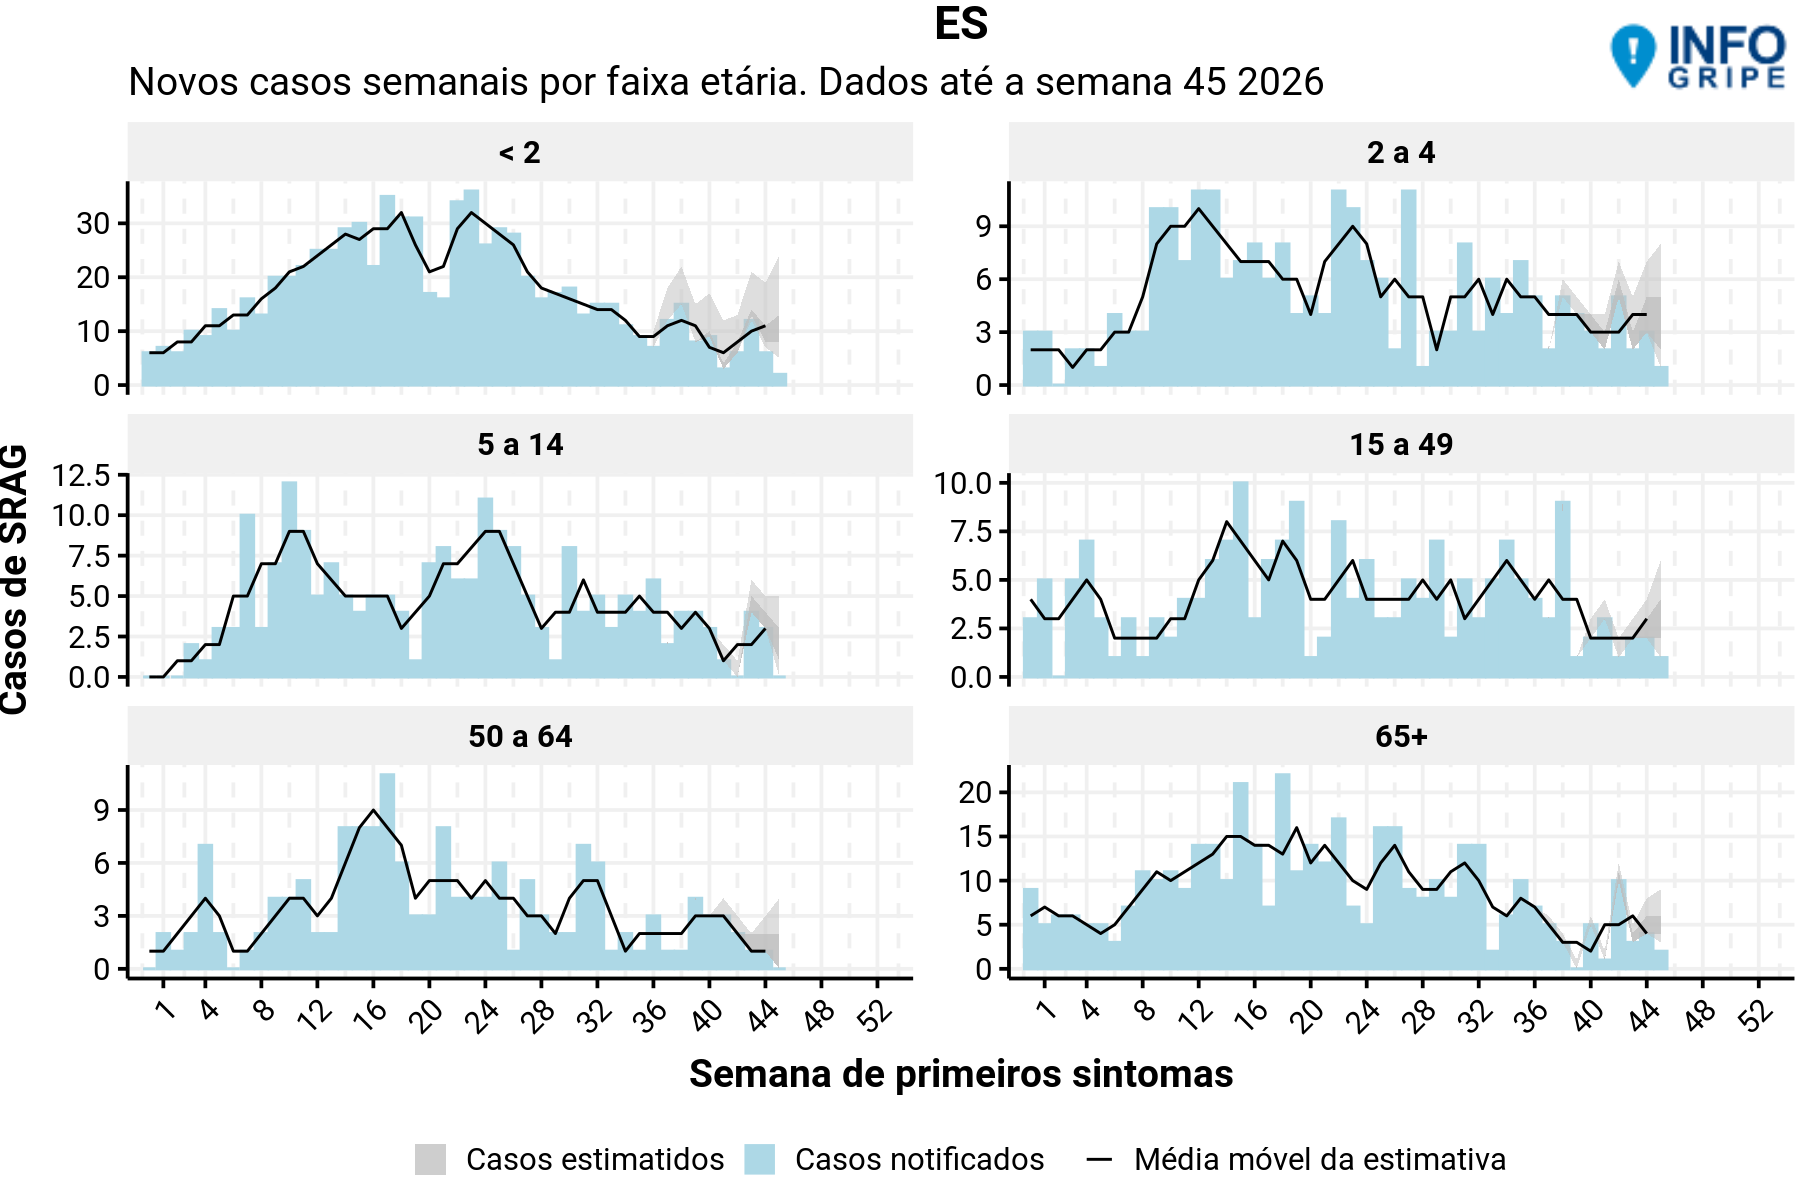 ES
INFO
GRIPE
Novos casos semanais por faixa etária. Dados até a semana 45 2026
< 2
2 a 4
30
20
10
0
9
6
3
0
5 a 14
15 a 49
12.5
10.0
7.5
5.0
2.5
0.0
10.0
7.5
5.0
2.5
0.0
50 a 64
65+
9
6
3
0
20
15
10
5
0
1 4 8 12 16 20 24 28 32 36 40 44 48 52
1 4 8 12 16 20 24 28 32 36 40 44 48 52
Casos de SRAG
Semana de primeiros sintomas
Casos estimatidos Casos notificados Média móvel da estimativa